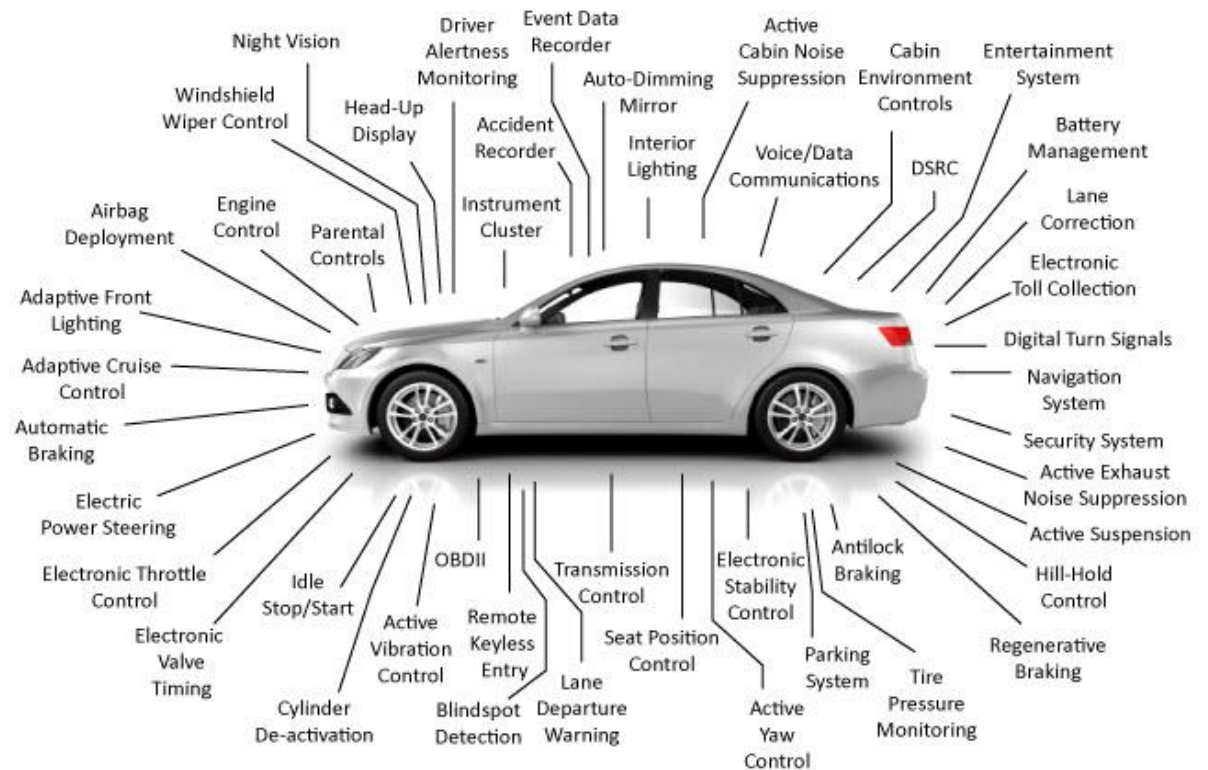 Driver
Alertness
Monitoring
Event Data
Recorder
Active
Cabin Noise
Suppression
Night Vision
Cabin
Environment
Controls
Entertainment
System
Windshield
Wiper Control
Head-Up
Display
Auto-Dimming
Mirror
Accident
Recorder
Interior
Lighting
Voice/Data
Communications
DSRC
Battery
Management
Airbag
Deployment
Engine
Control
Parental
Controls
Instrument
Cluster
Lane
Correction
Electronic
Toll Collection
Adaptive Front
Lighting
Digital Turn Signals
Adaptive Cruise
Control
Navigation
System
Automatic
Braking
Security System
Electric
Power Steering
Active Exhaust
Noise Suppression
Active Suspension
Electronic Throttle
Control
Idle
Stop/Start
OBDII
Transmission
Control
Electronic
Stability
Control
Antilock
Braking
Hill-Hold
Control
Electronic
Valve
Timing
Active
Vibration
Control
Remote
Keyless
Entry
Seat Position
Control
Parking
System
Regenerative
Braking
Cylinder
De-activation
Blindspot
Detection
Lane
Departure
Warning
Active
Yaw
Control
Tire
Pressure
Monitoring